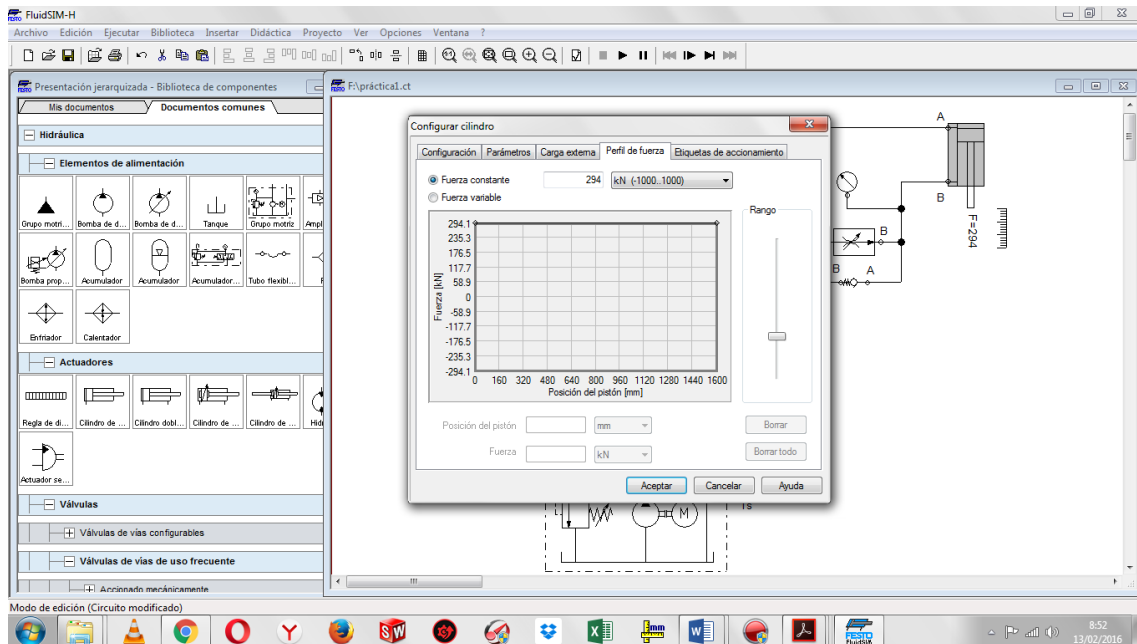 FluidSIM-H
Archivo Edición Ejecutar Biblioteca Insertar Didáctica Proyecto Ver Opciones Ventana ?
Presentación jerarquizada - Biblioteca de componentes
Mis documentos
Documentos comunes
Hidráulica
Elementos de alimentación
Grupo motri...
Bomba de d...
Bomba de d...
Tanque
Grupo motriz
Ampl
Bomba prop...
Acumulador
Acumulador
Acumulador...
Tubo flexibl...
Enfriador
Calentador
Actuadores
Regla de di...
Cilindro de ...
Cilindro dobl...
Cilindro de ...
Cilindro de ...
Hid
Actuador se...
Válvulas
Válvulas de vías configurables
Válvulas de vías de uso frecuente
Accionado mecánicamente
F:\práctica1.ct
Configurar cilindro
Configuración
Parámetros
Carga externa
Perfil de fuerza
Etiquetas de accionamiento
Fuerza constante
294
kN (-1000..1000)
Fuerza variable
Rango
294.1
235.3
176.5
117.7
58.9
0
-58.9
-117.7
-176.5
-235.3
-294.1
Fuerza [kN]
0 160 320 480 640 800 960 1120 1280 1440 1600
Posición del pistón [mm]
Posición del pistón
mm
Borrar
Fuerza
kN
Borrar todo
Aceptar
Cancelar
Ayuda
A
B
F=294
B
B
A
Ts
M
Modo de edición (Circuito modificado)
8:52
13/02/2016